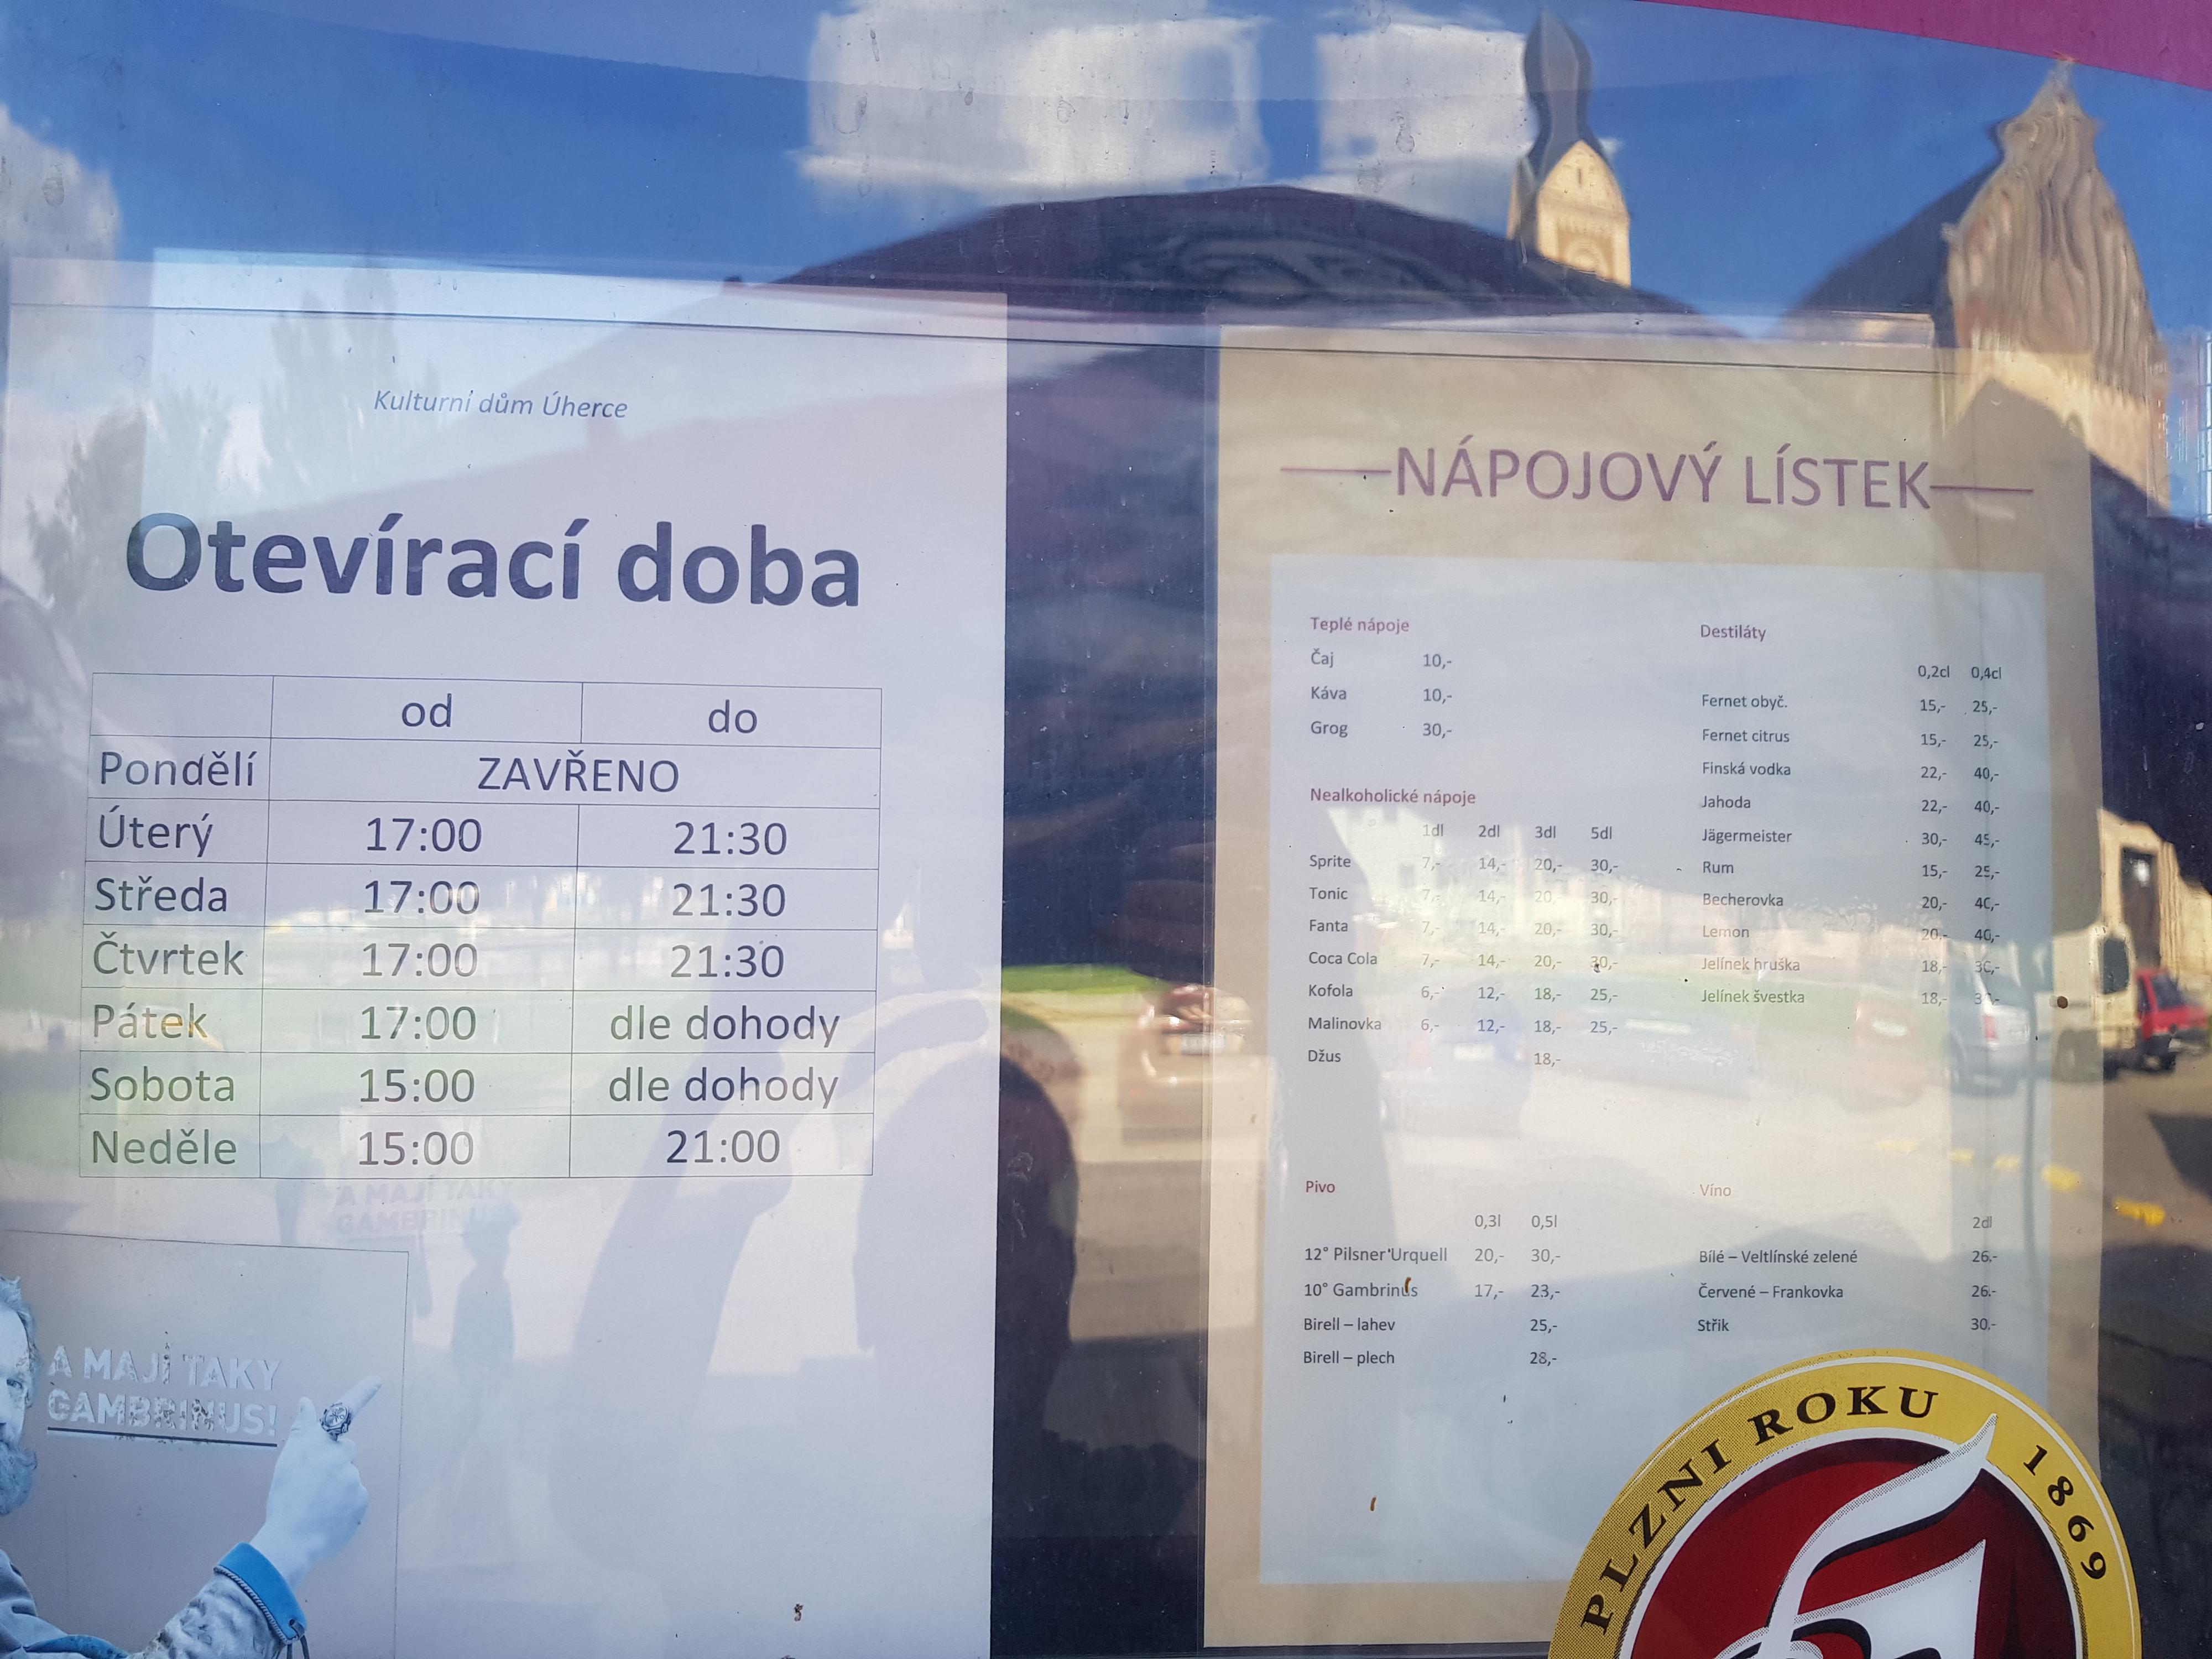 Kulturní dům Úherce
Otevírací doba
od do
Pondělí ZAVŘENO
Úterý 17:00 21:30
Středa 17:00 21:30
Čtvrtek 17:00 21:30
Pátek 17:00 dle dohody
Sobota 15:00 dle dohody
Neděle 15:00 21:00
A MAJÍ TAKY
GAMBRINUS!
NÁPOJOVÝ LÍSTEK
Teplé nápoje
Čaj 10,-
Káva 10,-
Grog 30,-
Nealkoholické nápoje
1dl 2dl 3dl 5dl
Sprite 7,- 14,- 20,- 30,-
Tonic 7,- 14,- 20,- 30,-
Fanta 7,- 14,- 20,- 30,-
Coca Cola 7,- 14,- 20,- 30,-
Kofola 6,- 12,- 18,- 25,-
Malinovka 6,- 12,- 18,- 25,-
Džus 18,-
Destiláty
0,2cl 0,4cl
Fernet obyč. 15,- 25,-
Fernet citrus 15,- 25,-
Finská vodka 22,- 40,-
Jahoda 22,- 40,-
Jägermeister 30,- 45,-
Rum 15,- 25,-
Becherovka 20,- 40,-
Lemon 20,- 40,-
Jelínek hruška 18,- 30,-
Jelínek švestka 18,-
Pivo
0,3l 0,5l
12° Pilsner Urquell 20,- 30,-
10° Gambrinus 17,- 23,-
Birell – lahev 25,-
Birell – plech 28,-
Víno
2dl
Bílé – Veltlínské zelené 26,-
Červené – Frankovka 26,-
Střik 30,-
PLZNI ROKU 1869